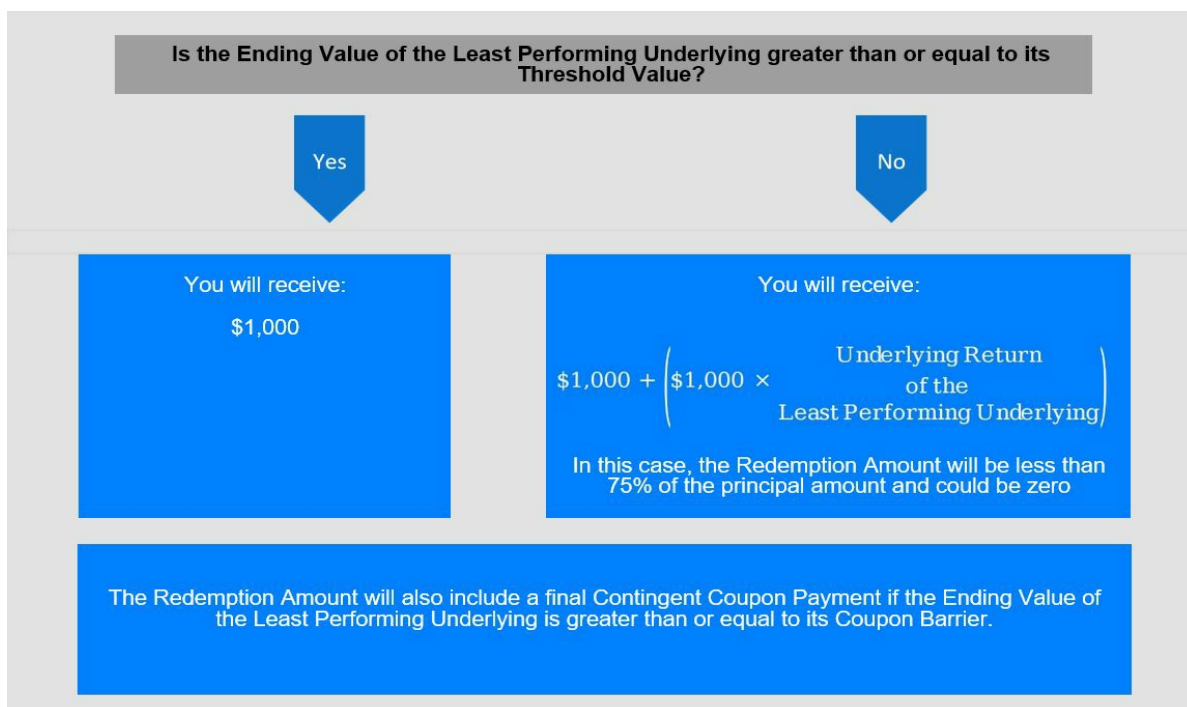 Is the Ending Value of the Least Performing Underlying greater than or equal to its
Threshold Value?
Yes
No
You will receive:
$1,000
You will receive:
$1,000 + ($1,000 × Underlying Return
of the
Least Performing Underlying)
In this case, the Redemption Amount will be less than
75% of the principal amount and could be zero
The Redemption Amount will also include a final Contingent Coupon Payment if the Ending Value of
the Least Performing Underlying is greater than or equal to its Coupon Barrier.